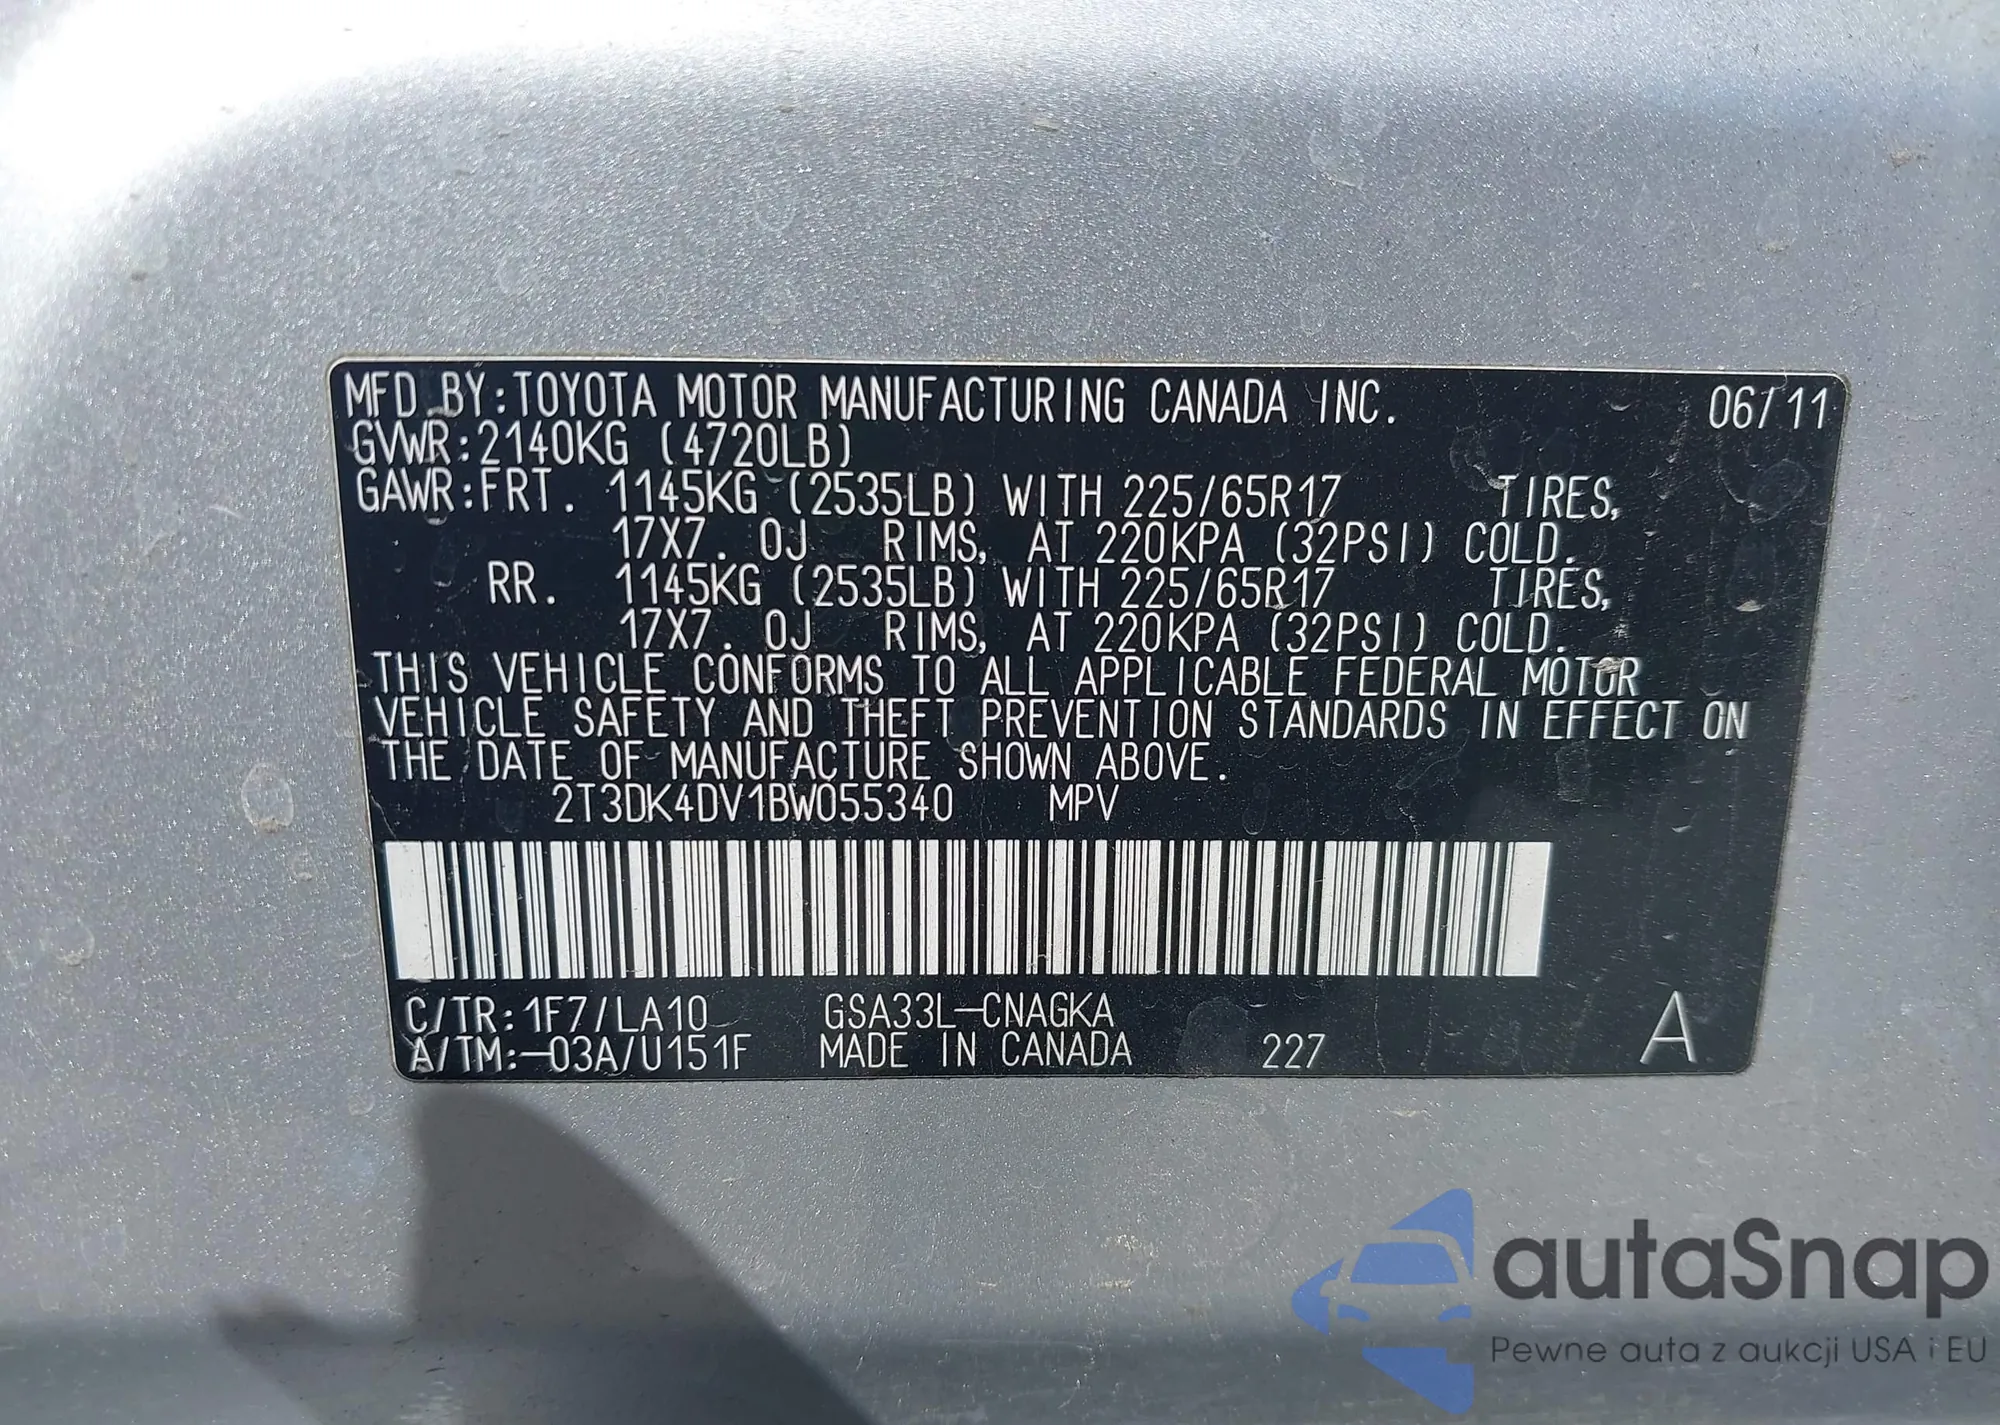 MFD BY:TOYOTA MOTOR MANUFACTURING CANADA INC. 06/11
GVWR:2140KG (4720LB)
GAWR:FRT. 1145KG (2535LB) WITH 225/65R17 TIRES,
17X7. 0J RIMS, AT 220KPA (32PSI) COLD.
RR. 1145KG (2535LB) WITH 225/65R17 TIRES,
17X7. 0J RIMS, AT 220KPA (32PSI) COLD.
THIS VEHICLE CONFORMS TO ALL APPLICABLE FEDERAL MOTOR
VEHICLE SAFETY AND THEFT PREVENTION STANDARDS IN EFFECT ON
THE DATE OF MANUFACTURE SHOWN ABOVE.
2T3DK4DV1BW055340 MPV
C/TR:1F7/LA10 GSA33L-CNAGKA
A/TM:-03A/U151F MADE IN CANADA 227 A
autaSnap
Pewne auta z aukcji USA i EU